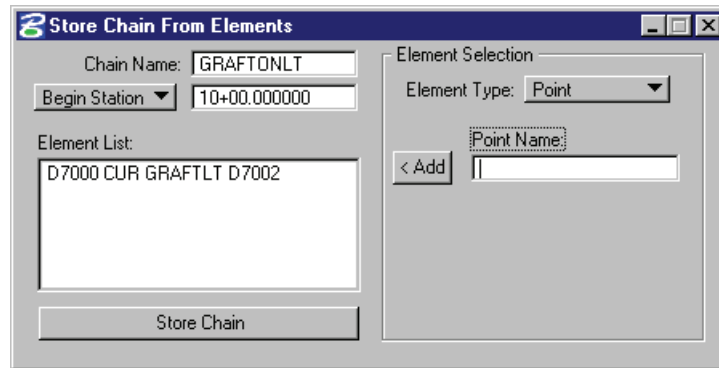 Store Chain From Elements
Chain Name: GRAFTONLT
Begin Station 10+00.000000
Element List:
D7000 CUR GRAFTLT D7002
Store Chain
Element Selection
Element Type: Point
Point Name:
< Add